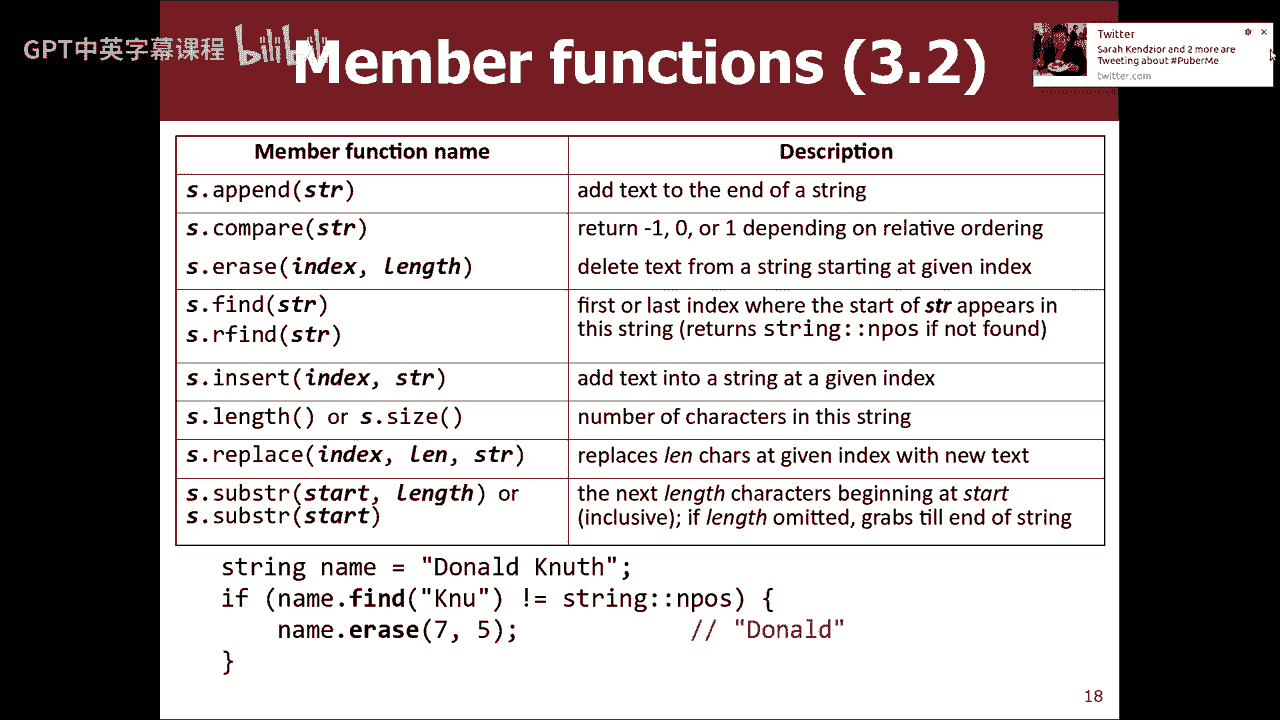 GPT中英字幕课程 bilibili
Member functions (3.2)
Twitter
Sarah Kendzior and 2 more are
Tweeting about #PuberMe
twitter.com
Member function name
Description
s.append(str)
add text to the end of a string
s.compare(str)
return -1, 0, or 1 depending on relative ordering
s.erase(index, length)
delete text from a string starting at given index
s.find(str)
s.rfind(str)
first or last index where the start of str appears in
this string (returns string::npos if not found)
s.insert(index, str)
add text into a string at a given index
s.length() or s.size()
number of characters in this string
s.replace(index, len, str)
replaces len chars at given index with new text
s.substr(start, length) or
s.substr(start)
the next length characters beginning at start
(inclusive); if length omitted, grabs till end of string
string name = "Donald Knuth";
if (name.find("Knu") != string::npos) {
    name.erase(7, 5);           // "Donald"
}
18